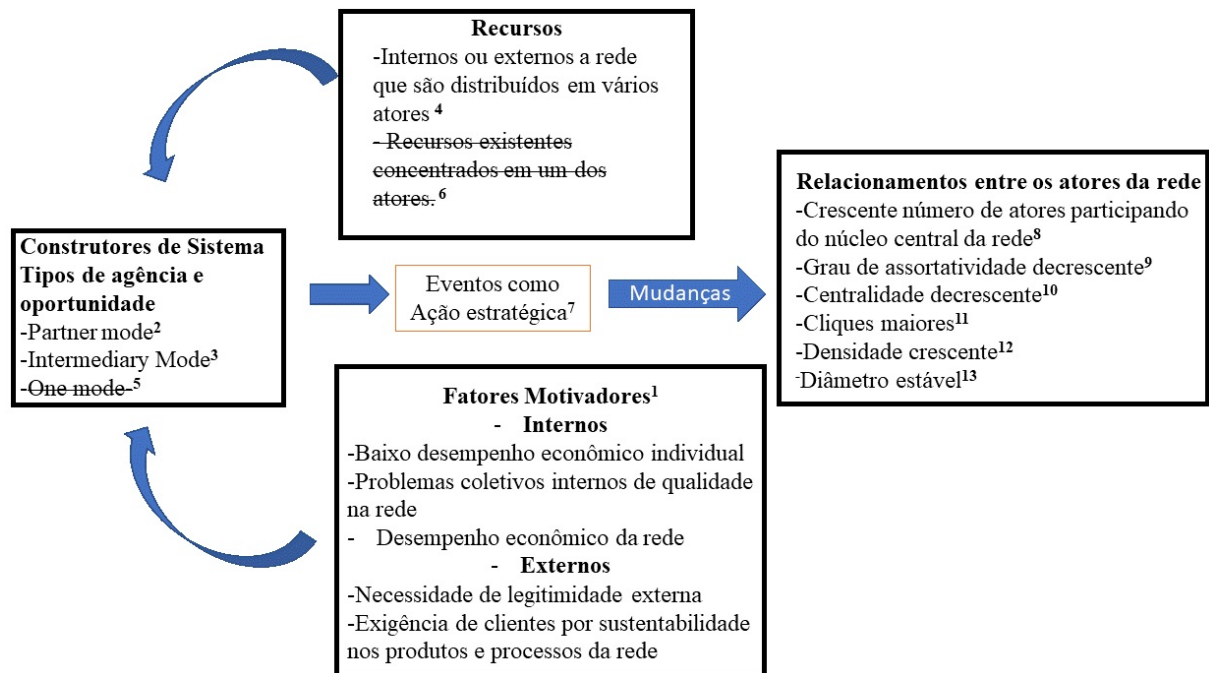 Recursos
-Internos ou externos a rede
que são distribuídos em vários
atores ⁴
- Recursos existentes
concentrados em um dos
atores. ⁶
Construtores de Sistema
Tipos de agência e
oportunidade
-Partner mode²
-Intermediary Mode³
-One mode-⁵
Eventos como
Ação estratégica⁷
Mudanças
Relacionamentos entre os atores da rede
-Crescente número de atores participando
do núcleo central da rede⁸
-Grau de assortatividade decrescente⁹
-Centralidade decrescente¹⁰
-Cliques maiores¹¹
-Densidade crescente¹²
-Diâmetro estável¹³
Fatores Motivadores¹
- Internos
-Baixo desempenho econômico individual
-Problemas coletivos internos de qualidade
na rede
- Desempenho econômico da rede
- Externos
-Necessidade de legitimidade externa
-Exigência de clientes por sustentabilidade
nos produtos e processos da rede